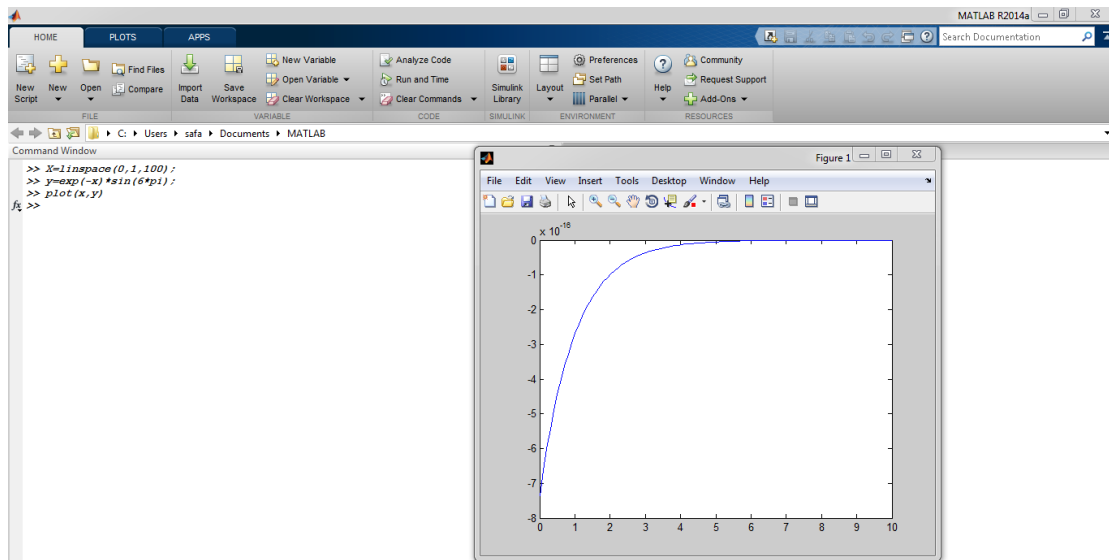 MATLAB R2014a
HOME PLOTS APPS
Search Documentation
New Script
New
Open
Find Files
Compare
Import Data
Save Workspace
New Variable
Open Variable
Clear Workspace
Analyze Code
Run and Time
Clear Commands
Simulink Library
Layout
Preferences
Set Path
Parallel
Help
Community
Request Support
Add-Ons
FILE VARIABLE CODE SIMULINK ENVIRONMENT RESOURCES
C: Users safa Documents MATLAB
Command Window
>> X=linspace(0,1,100);
>> y=exp(-x)*sin(6*pi);
>> plot(x,y)
fx >>
Figure 1
File Edit View Insert Tools Desktop Window Help
x 10^-16
0
-1
-2
-3
-4
-5
-6
-7
-8
0 1 2 3 4 5 6 7 8 9 10